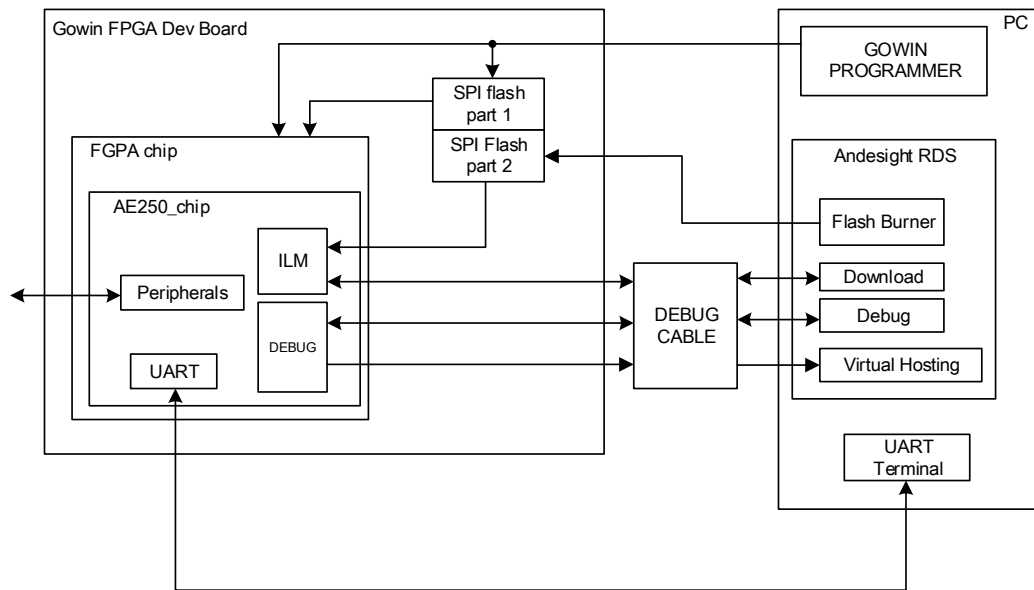 Gowin FPGA Dev Board
PC
GOWIN
PROGRAMMER
SPI flash
part 1
SPI Flash
part 2
FGPA chip
AE250_chip
ILM
Peripherals
DEBUG
UART
DEBUG
CABLE
Andesight RDS
Flash Burner
Download
Debug
Virtual Hosting
UART
Terminal